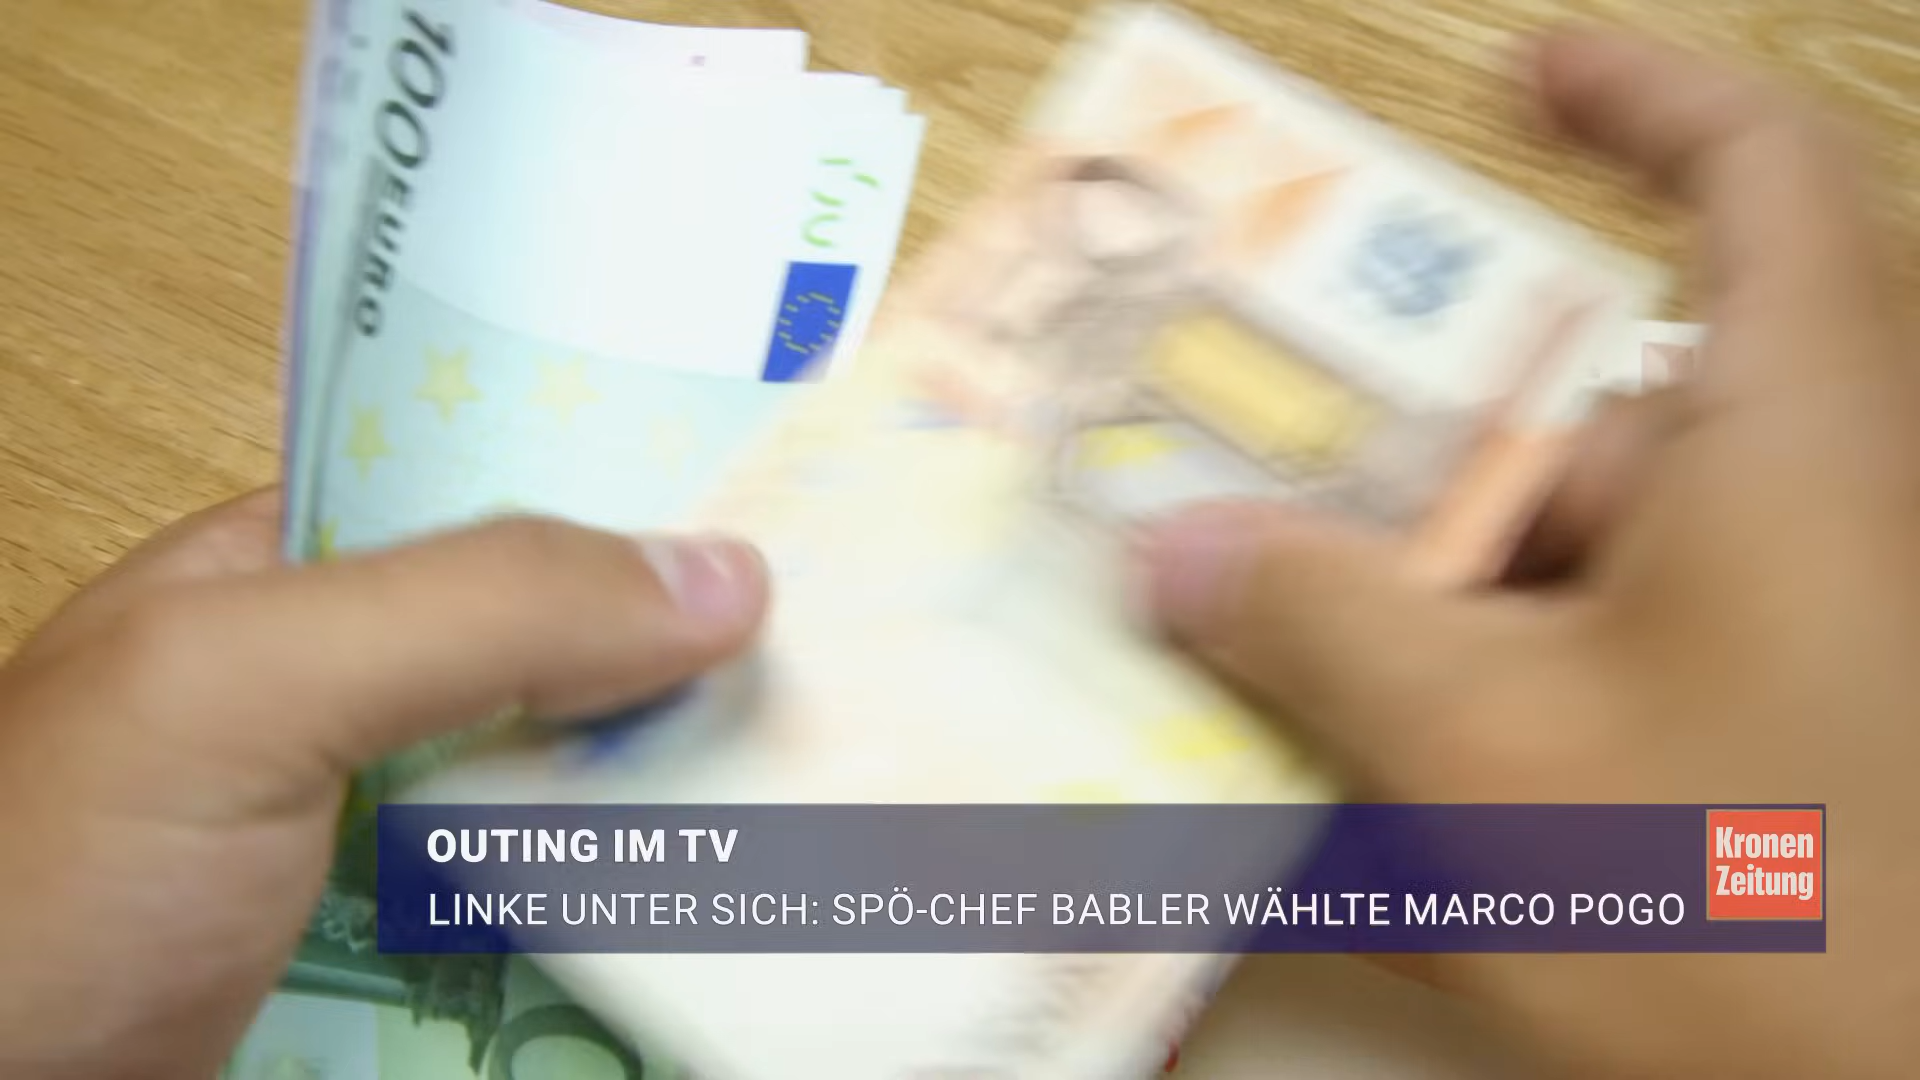 100 EURO
OUTING IM TV
LINKE UNTER SICH: SPÖ-CHEF BABLER WÄHLTE MARCO POGO
Kronen
Zeitung